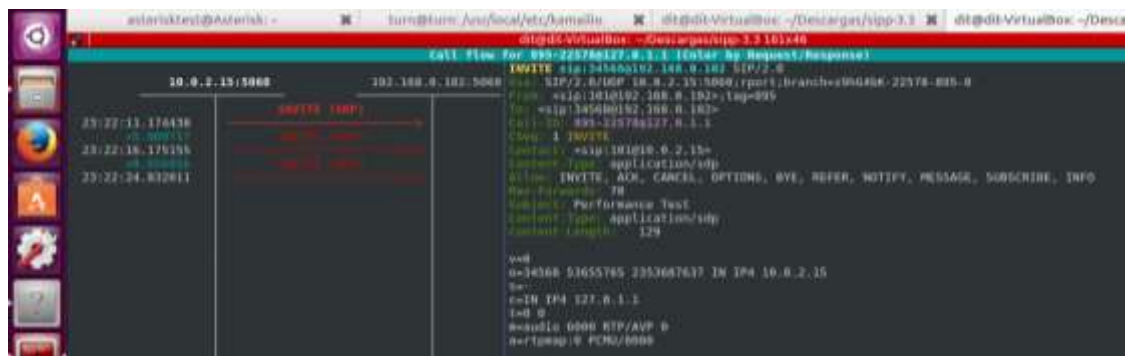 asterisktest@Asterisk: ~
turn@turn: /usr/local/etc/kamailio
dit@dit-VirtualBox: ~/Descargas/sipp-3.3
dit@dit-VirtualBox: ~/Desca
dit@dit-VirtualBox: ~/Descargas/sipp-3.3 181x46
Call flow for 895-22578@127.0.1.1 (Color by Request/Response)
10.0.2.15:5060
192.168.0.102:5060
INVITE (SDP)
23:22:11.174438
23:22:16.175155
23:22:24.832611
INVITE sip:34560@192.168.0.102 SIP/2.0
Via: SIP/2.0/UDP 10.0.2.15:5060;rport;branch=z9hG4bK-22578-895-0
From: <sip:101@192.168.0.102>;tag=895
To: <sip:34560@192.168.0.102>
Call-ID: 895-22578@127.0.1.1
CSeq: 1 INVITE
Contact: <sip:101@10.0.2.15>
Content-Type: application/sdp
Allow: INVITE, ACK, CANCEL, OPTIONS, BYE, REFER, NOTIFY, MESSAGE, SUBSCRIBE, INFO
Max-Forwards: 70
Subject: Performance Test
Content-Type: application/sdp
Content-Length: 129
v=0
o=34560 53655765 2353687637 IN IP4 10.0.2.15
s=-
c=IN IP4 127.0.1.1
t=0 0
m=audio 6000 RTP/AVP 0
a=rtpmap:0 PCMU/8000